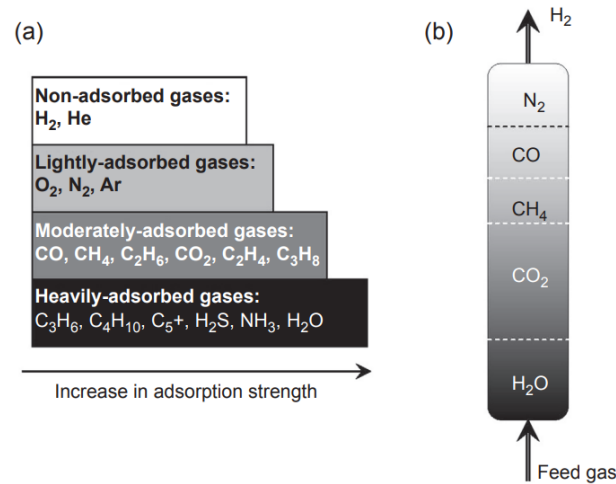 (a)
Non-adsorbed gases:
H₂, He
Lightly-adsorbed gases:
O₂, N₂, Ar
Moderately-adsorbed gases:
CO, CH₄, C₂H₆, CO₂, C₂H₄, C₃H₈
Heavily-adsorbed gases:
C₃H₆, C₄H₁₀, C₅+, H₂S, NH₃, H₂O
Increase in adsorption strength
(b)
H₂
N₂
CO
CH₄
CO₂
H₂O
Feed gas